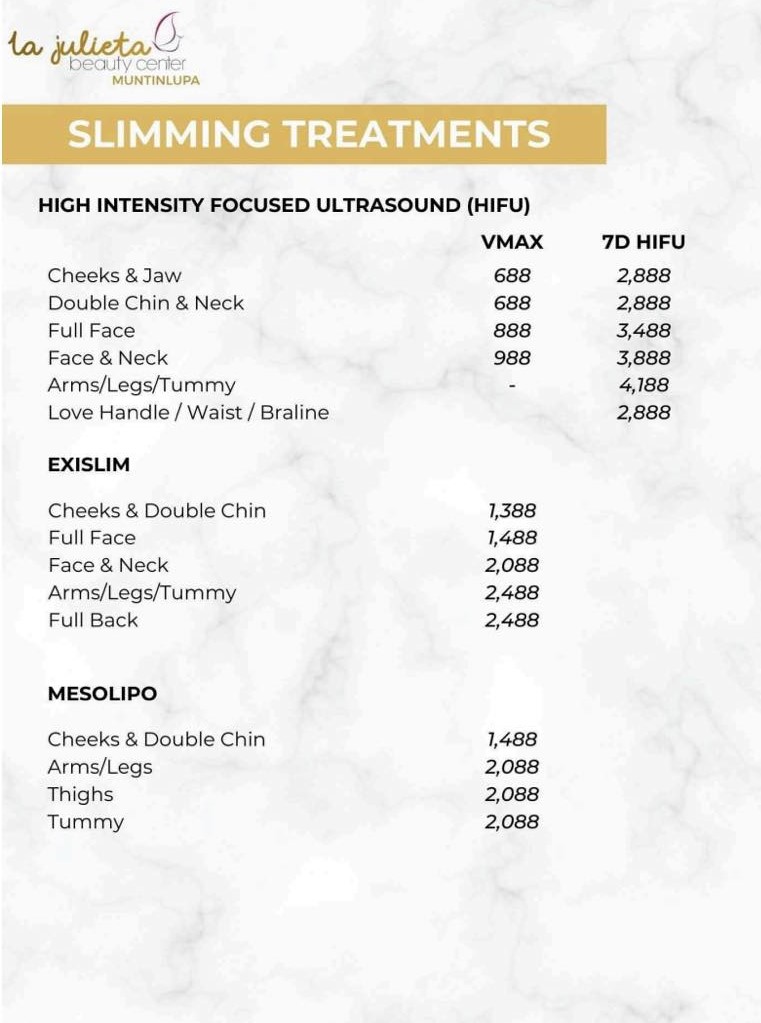 la julieta
beauty center
MUNTINLUPA
SLIMMING TREATMENTS
HIGH INTENSITY FOCUSED ULTRASOUND (HIFU)
VMAX 7D HIFU
Cheeks & Jaw 688 2,888
Double Chin & Neck 688 2,888
Full Face 888 3,488
Face & Neck 988 3,888
Arms/Legs/Tummy - 4,188
Love Handle / Waist / Braline 2,888
EXISLIM
Cheeks & Double Chin 1,388
Full Face 1,488
Face & Neck 2,088
Arms/Legs/Tummy 2,488
Full Back 2,488
MESOLIPO
Cheeks & Double Chin 1,488
Arms/Legs 2,088
Thighs 2,088
Tummy 2,088